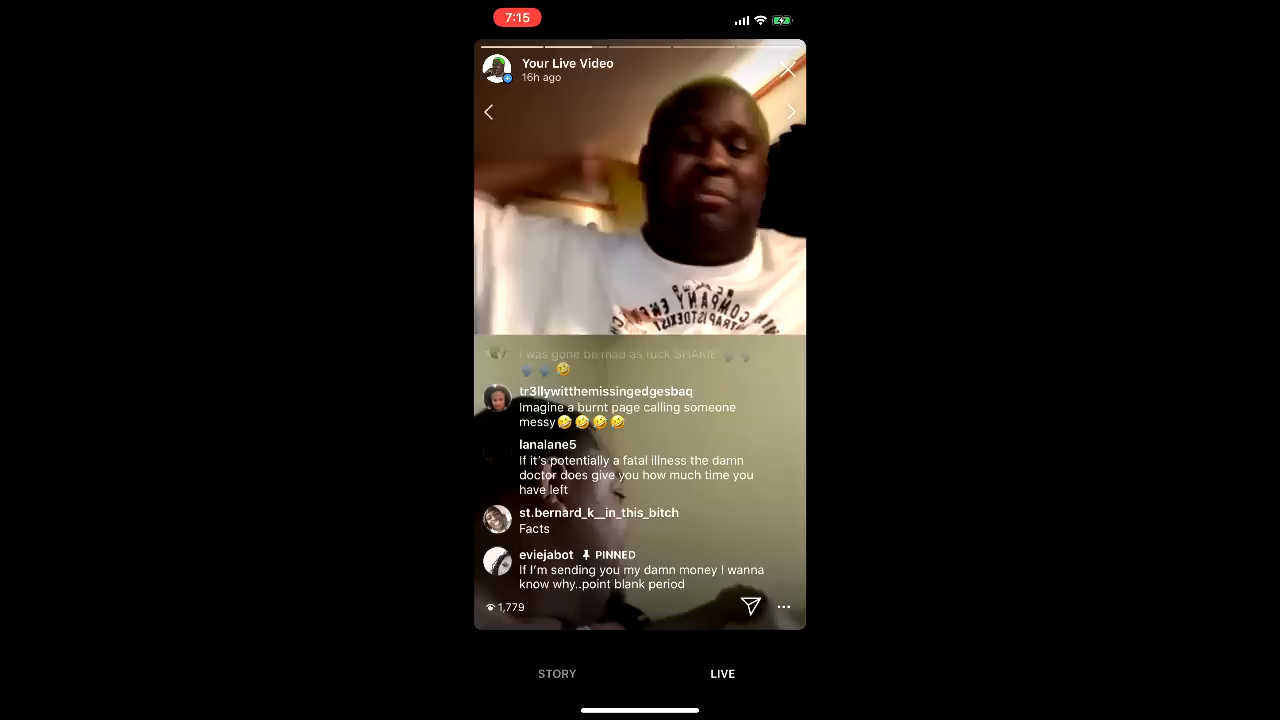 7:15
Your Live Video
16h ago
COMPANY
I was gone be mad as fuck SHAKIE
🤣
tr3llywitthemissingedgesbaq
Imagine a burnt page calling someone
messy🤣🤣🤣🤣
lanalane5
If it's potentially a fatal illness the damn
doctor does give you how much time you
have left
st.bernard_k__in_this_bitch
Facts
eviejabot PINNED
If I'm sending you my damn money I wanna
know why..point blank period
1,779
STORY
LIVE